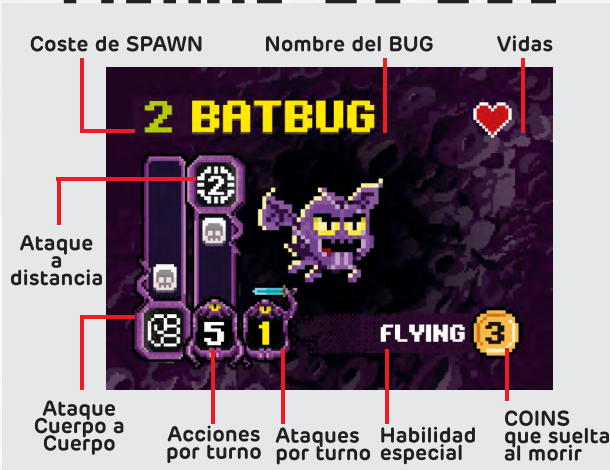 Coste de SPAWN
Nombre del BUG
Vidas
2 BATBUG
2
Ataque
a
distancia
5
1
FLYING 3
Ataque
Cuerpo a
Cuerpo
Acciones
por turno
Ataques
por turno
Habilidad
especial
COINS
que suelta
al morir